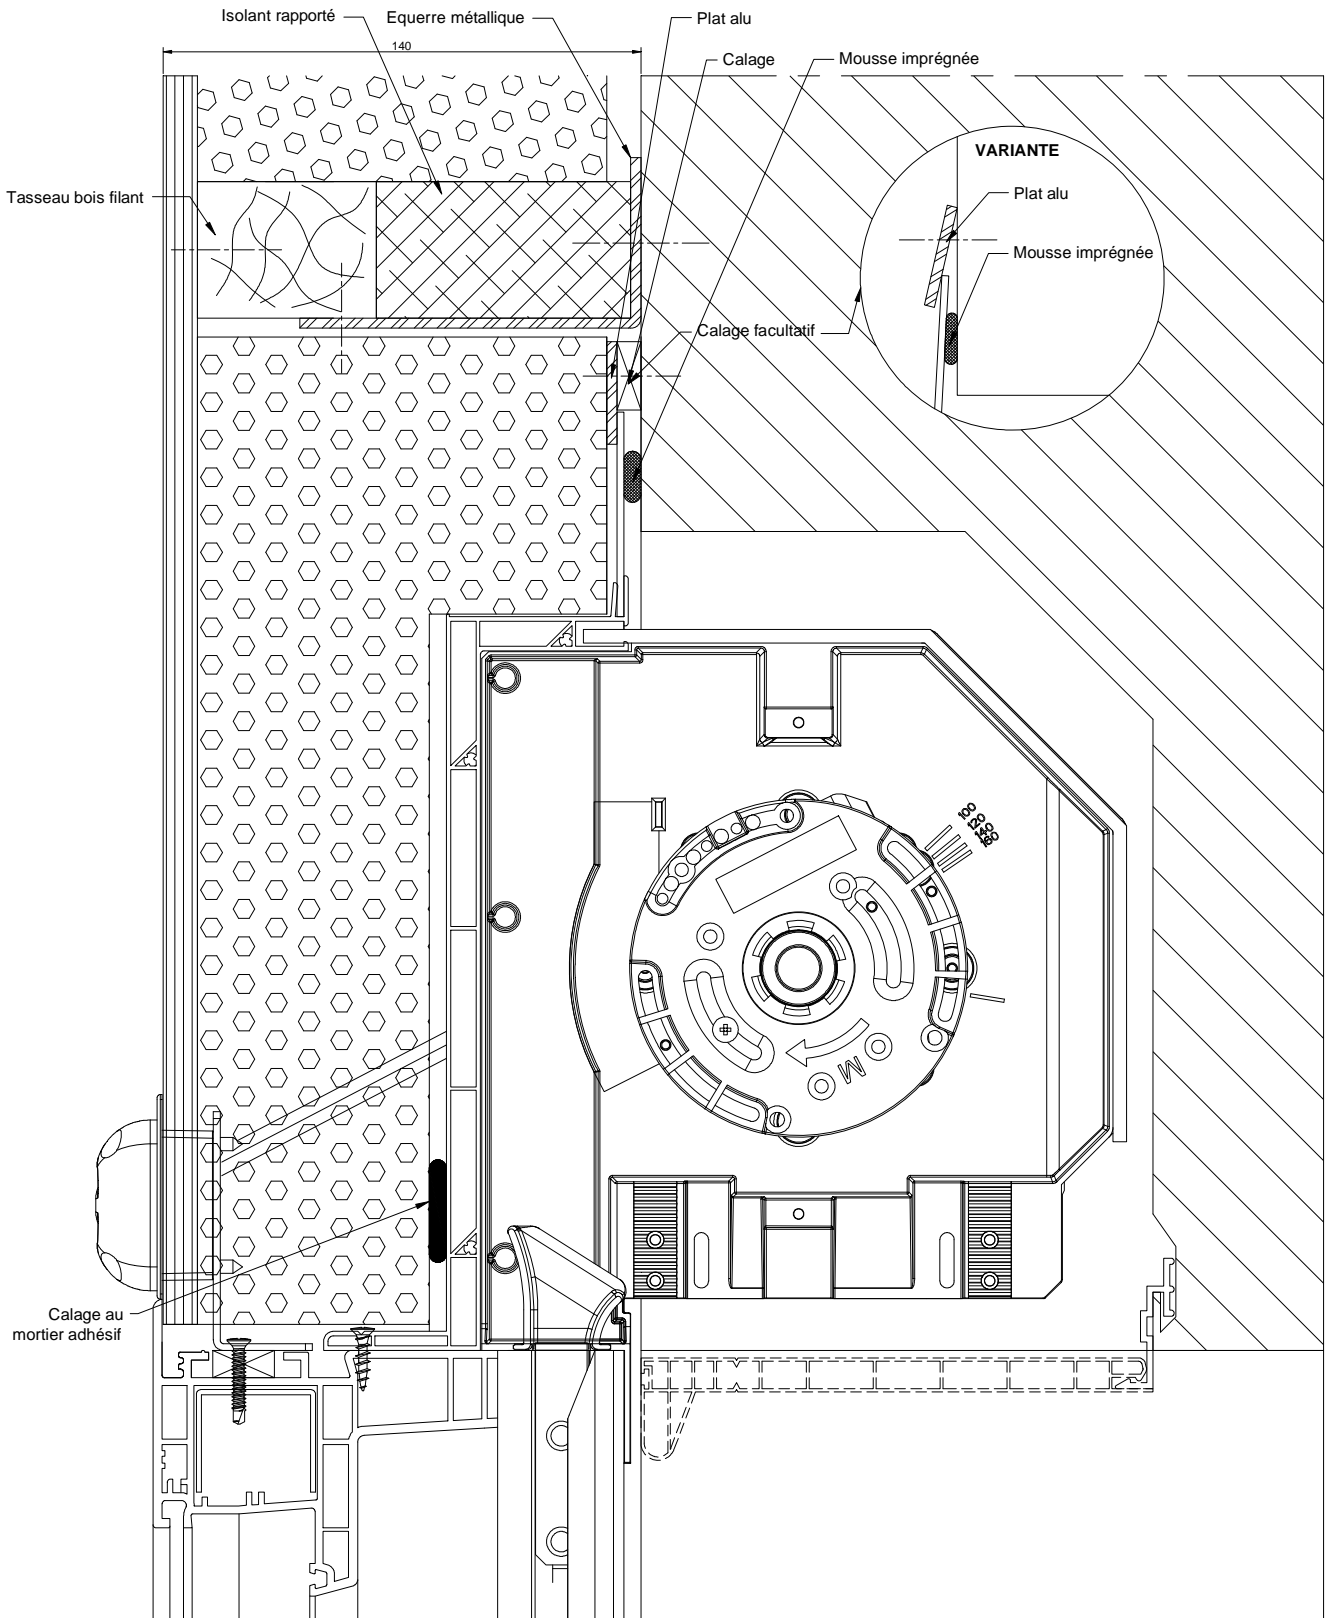 Isolant rapporté
Equerre métallique
Plat alu
140
Calage
Mousse imprégnée
VARIANTE
Tasseau bois filant
Plat alu
Mousse imprégnée
Calage facultatif
100
120
140
160
M
Calage au
mortier adhésif